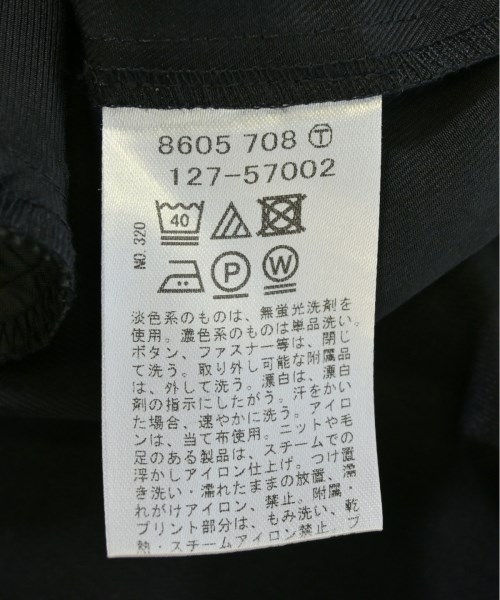 8605 708 Ⓣ
127-57002
NO. 320
40
P
W
淡色系のものは、無蛍光洗剤を
使用。濃色系のものは単品洗い。
ボタン、ファスナー等は、閉じ
て洗う。取り外し可能な附属品
は、外して洗う。漂白は、漂白
剤の指示にしたがう。汗をかい
た場合、速やかに洗う。アイロ
ンは、当て布使用。ニットや毛
足のある製品は、スチームでの
浮かしアイロン仕上げ。つけ置
き洗い・濡れたままの放置、濡
れがけアイロン、禁止。附属
プリント部分は、もみ洗い、乾
熱・スチームアイロン禁止。プ